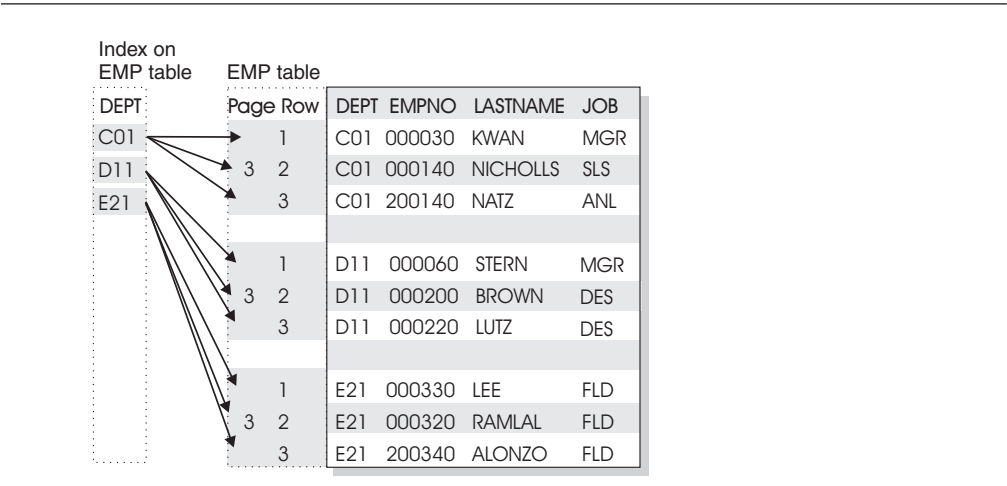 Index on
EMP table EMP table
DEPT Page Row DEPT EMPNO LASTNAME JOB
C01 1 C01 000030 KWAN MGR
D11 3 2 C01 000140 NICHOLLS SLS
E21 3 C01 200140 NATZ ANL
1 D11 000060 STERN MGR
3 2 D11 000200 BROWN DES
3 D11 000220 LUTZ DES
1 E21 000330 LEE FLD
3 2 E21 000320 RAMLAL FLD
3 E21 200340 ALONZO FLD